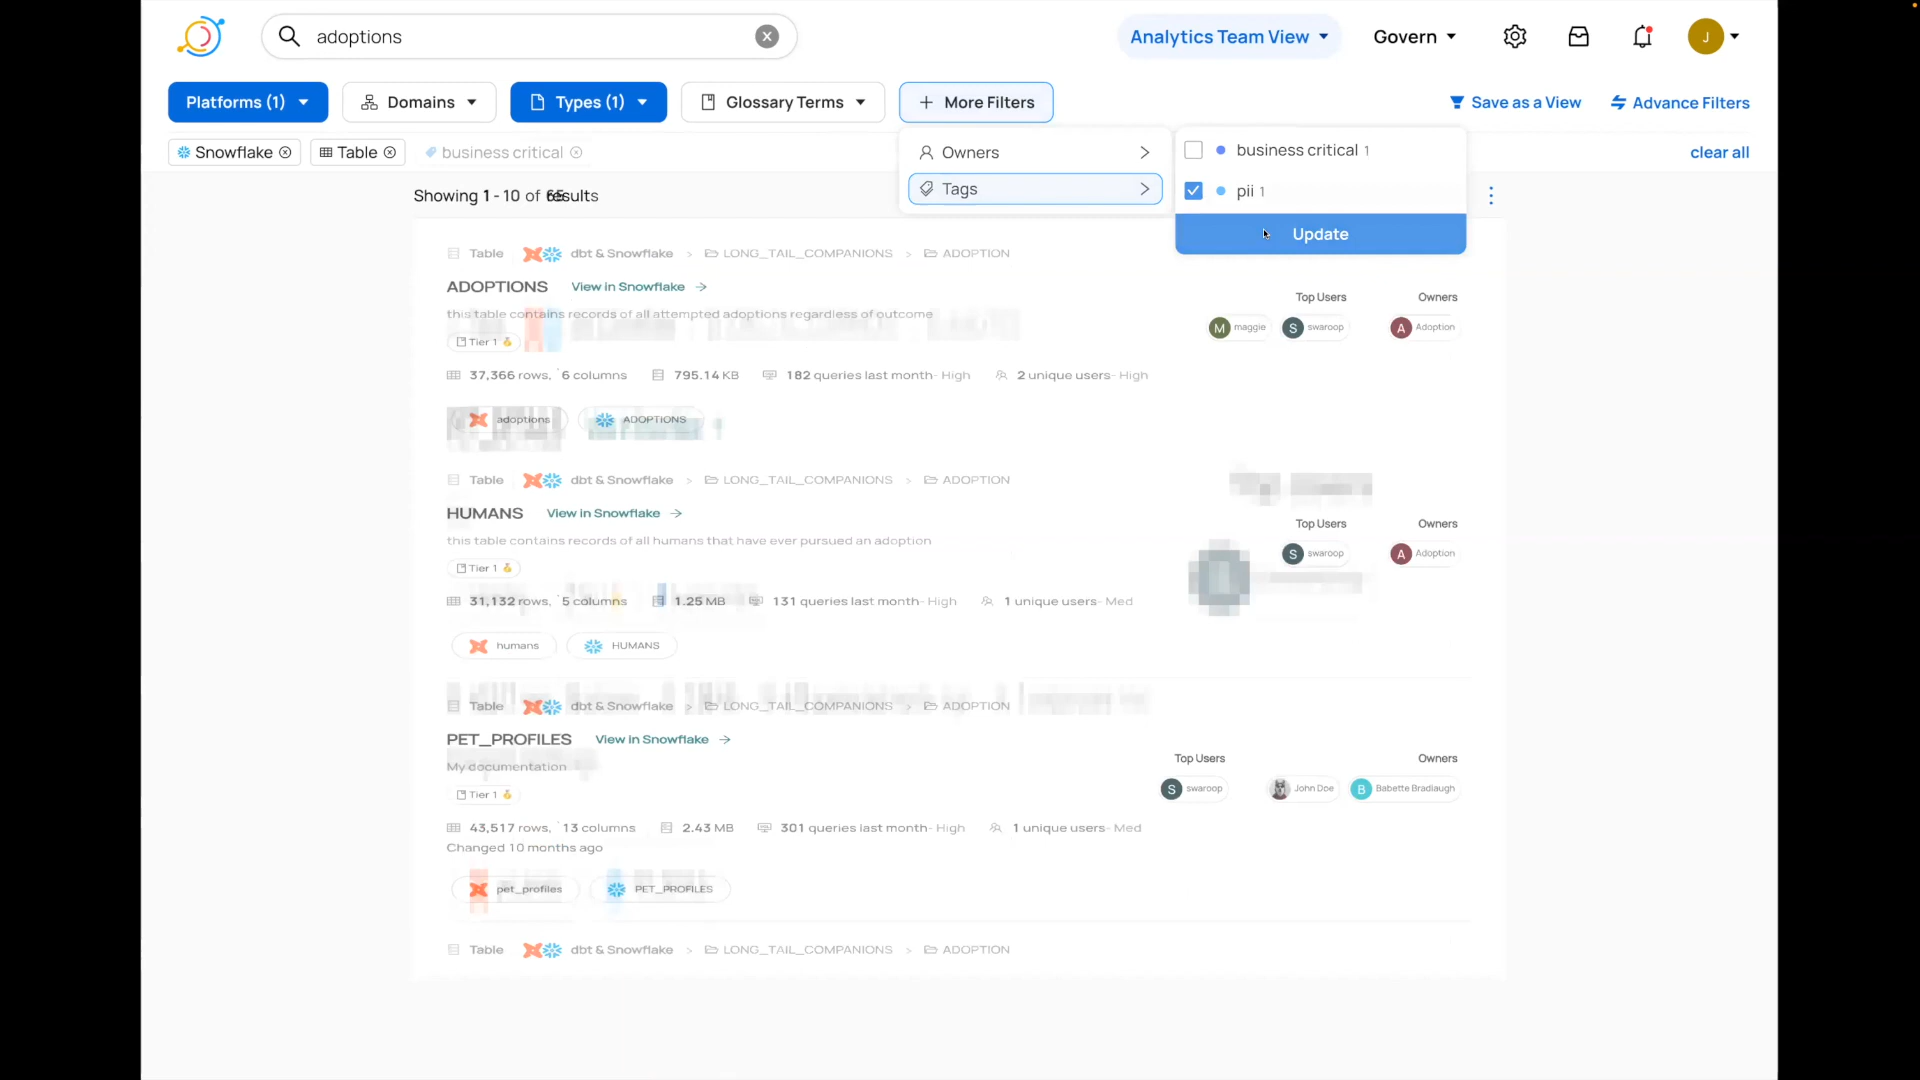 adoptions
Analytics Team View
Govern
J
Platforms (1)
Domains
Types (1)
Glossary Terms
+ More Filters
Save as a View
Advance Filters
Snowflake
Table
business critical
clear all
Owners
Tags
business critical 1
pii 1
Update
Showing 1 - 10 of results
Table dbt & Snowflake > LONG_TAIL_COMPANIONS > ADOPTION
ADOPTIONS View in Snowflake
this table contains records of all attempted adoptions regardless of outcome
Tier 1
37,366 rows, 6 columns 795.14 KB 182 queries last month- High 2 unique users- High
adoptions ADOPTIONS
Top Users Owners
M maggie S swaroop A Adoption
Table dbt & Snowflake > LONG_TAIL_COMPANIONS > ADOPTION
HUMANS View in Snowflake
this table contains records of all humans that have ever pursued an adoption
Tier 1
31,132 rows, 5 columns 1.25 MB 131 queries last month- High 1 unique users- Med
humans HUMANS
Top Users Owners
S swaroop A Adoption
Table dbt & Snowflake > LONG_TAIL_COMPANIONS > ADOPTION
PET_PROFILES View in Snowflake
My documentation
Tier 1
43,517 rows, 13 columns 2.43 MB 301 queries last month- High 1 unique users- Med
Changed 10 months ago
pet_profiles PET_PROFILES
Top Users Owners
S swaroop John Doe B Babette Bradiaugh
Table dbt & Snowflake > LONG_TAIL_COMPANIONS > ADOPTION